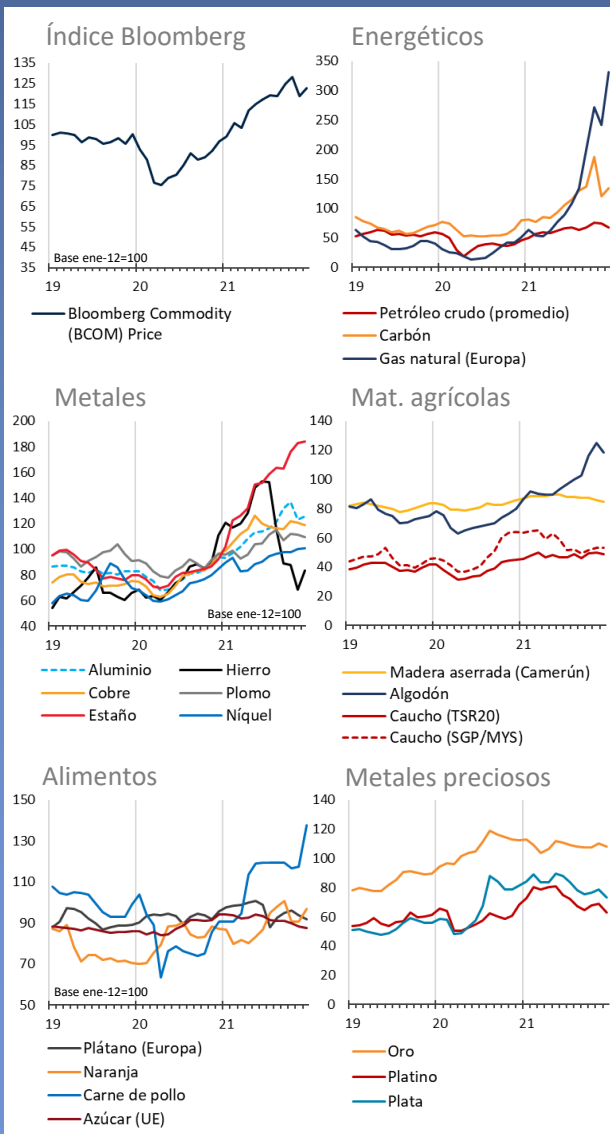 Índice Bloomberg
135
125
115
105
95
85
75
65
55
45
35
Base ene-12=100
19 20 21
Bloomberg Commodity
(BCOM) Price
Energéticos
350
300
250
200
150
100
50
0
19 20 21
Petróleo crudo (promedio)
Carbón
Gas natural (Europa)
Metales
200
180
160
140
120
100
80
60
40
Base ene-12=100
19 20 21
Aluminio Hierro
Cobre Plomo
Estaño Níquel
Mat. agrícolas
140
120
100
80
60
40
20
0
19 20 21
Madera aserrada (Camerún)
Algodón
Caucho (TSR20)
Caucho (SGP/MYS)
Alimentos
150
130
110
90
70
50
Base ene-12=100
19 20 21
Plátano (Europa)
Naranja
Carne de pollo
Azúcar (UE)
Metales preciosos
140
120
100
80
60
40
20
0
19 20 21
Oro
Platino
Plata